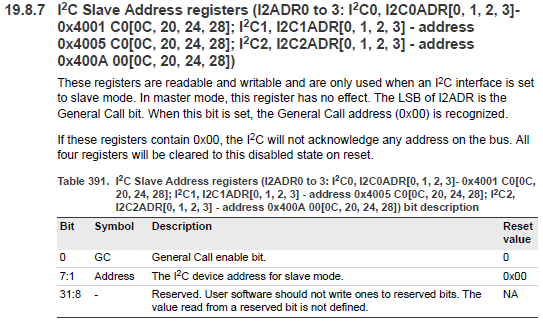 19.8.7 I²C Slave Address registers (I2ADR0 to 3: I²C0, I2C0ADR[0, 1, 2, 3]-
0x4001 C0[0C, 20, 24, 28]; I²C1, I2C1ADR[0, 1, 2, 3] - address
0x4005 C0[0C, 20, 24, 28]; I²C2, I2C2ADR[0, 1, 2, 3] - address
0x400A 00[0C, 20, 24, 28])
These registers are readable and writable and are only used when an I²C interface is set
to slave mode. In master mode, this register has no effect. The LSB of I2ADR is the
General Call bit. When this bit is set, the General Call address (0x00) is recognized.
If these registers contain 0x00, the I²C will not acknowledge any address on the bus. All
four registers will be cleared to this disabled state on reset.
Table 391. I²C Slave Address registers (I2ADR0 to 3: I²C0, I2C0ADR[0, 1, 2, 3]- 0x4001 C0[0C,
20, 24, 28]; I²C1, I2C1ADR[0, 1, 2, 3] - address 0x4005 C0[0C, 20, 24, 28]; I²C2,
I2C2ADR[0, 1, 2, 3] - address 0x400A 00[0C, 20, 24, 28]) bit description
Bit Symbol Description Reset
value
0 GC General Call enable bit. 0
7:1 Address The I²C device address for slave mode. 0x00
31:8 - Reserved. User software should not write ones to reserved bits. The NA
value read from a reserved bit is not defined.